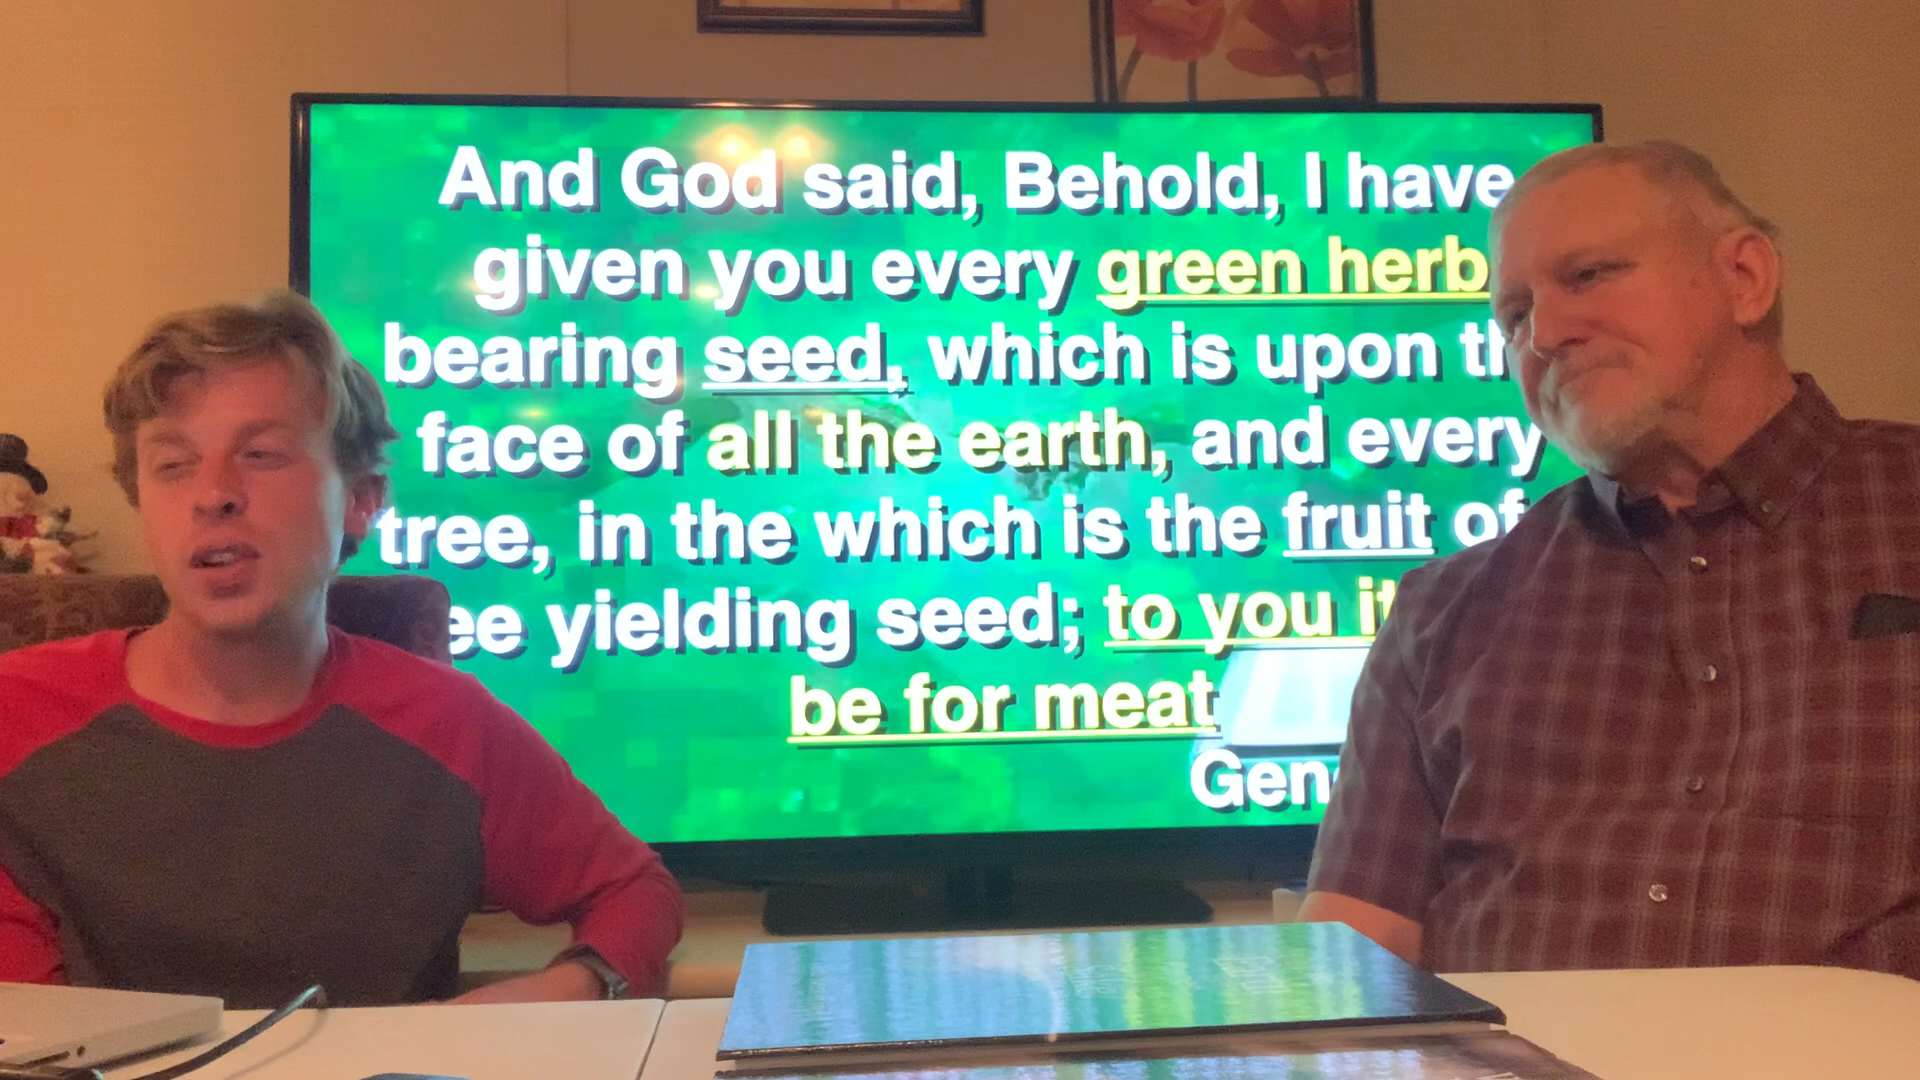 And God said, Behold, I have
given you every green herb
bearing seed, which is upon
face of all the earth, and every
tree, in the which is the fruit of
yielding seed; to you it
be for meat